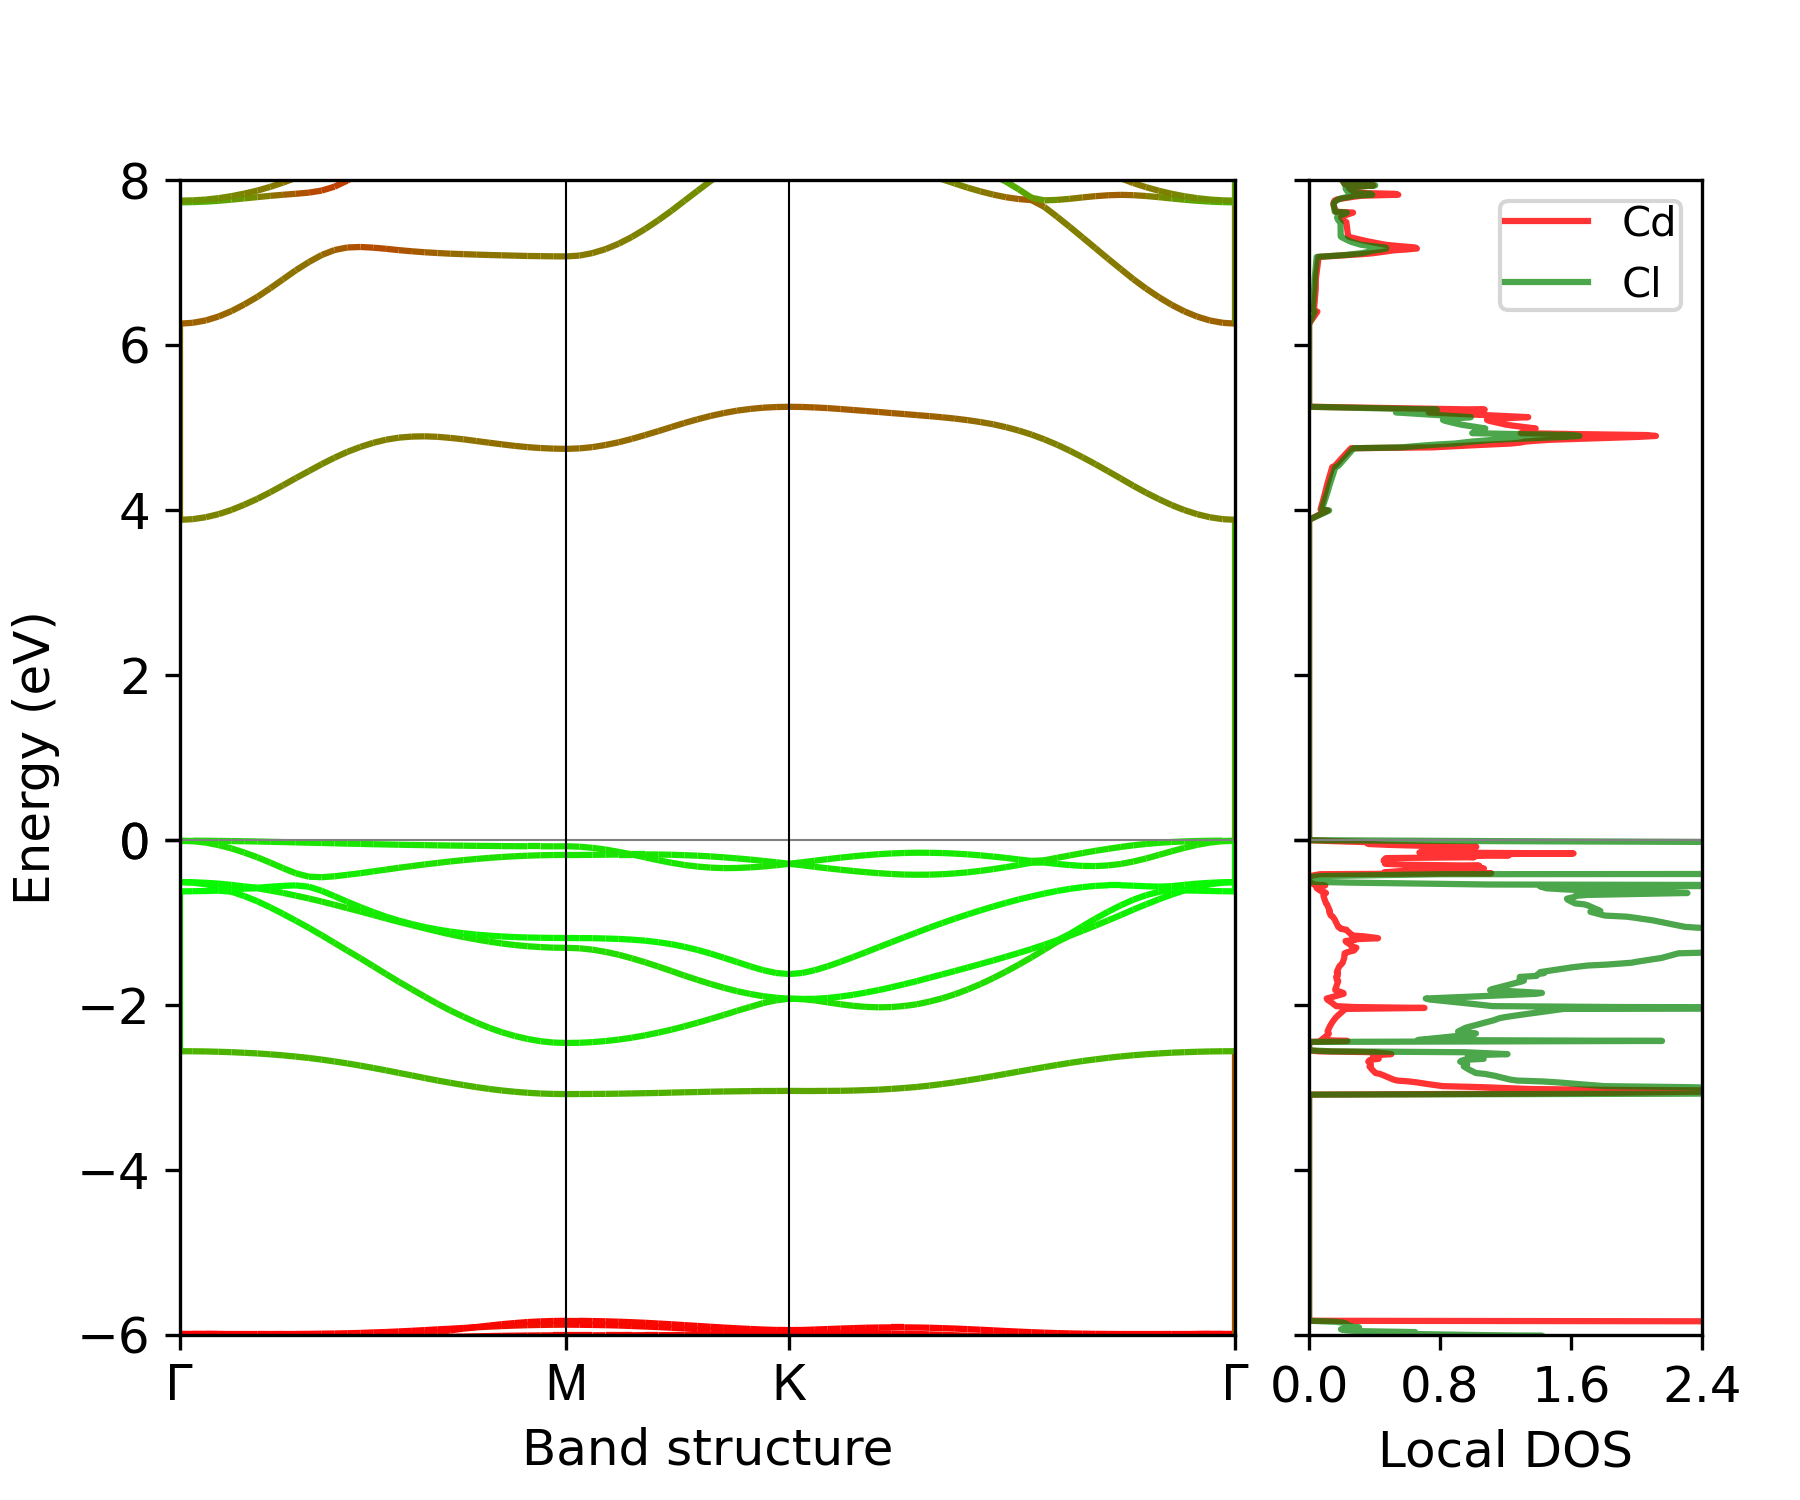 Energy (eV)
8
6
4
2
0
−2
−4
−6
Γ M K Γ
Band structure
Cd
Cl
0.0 0.8 1.6 2.4
Local DOS